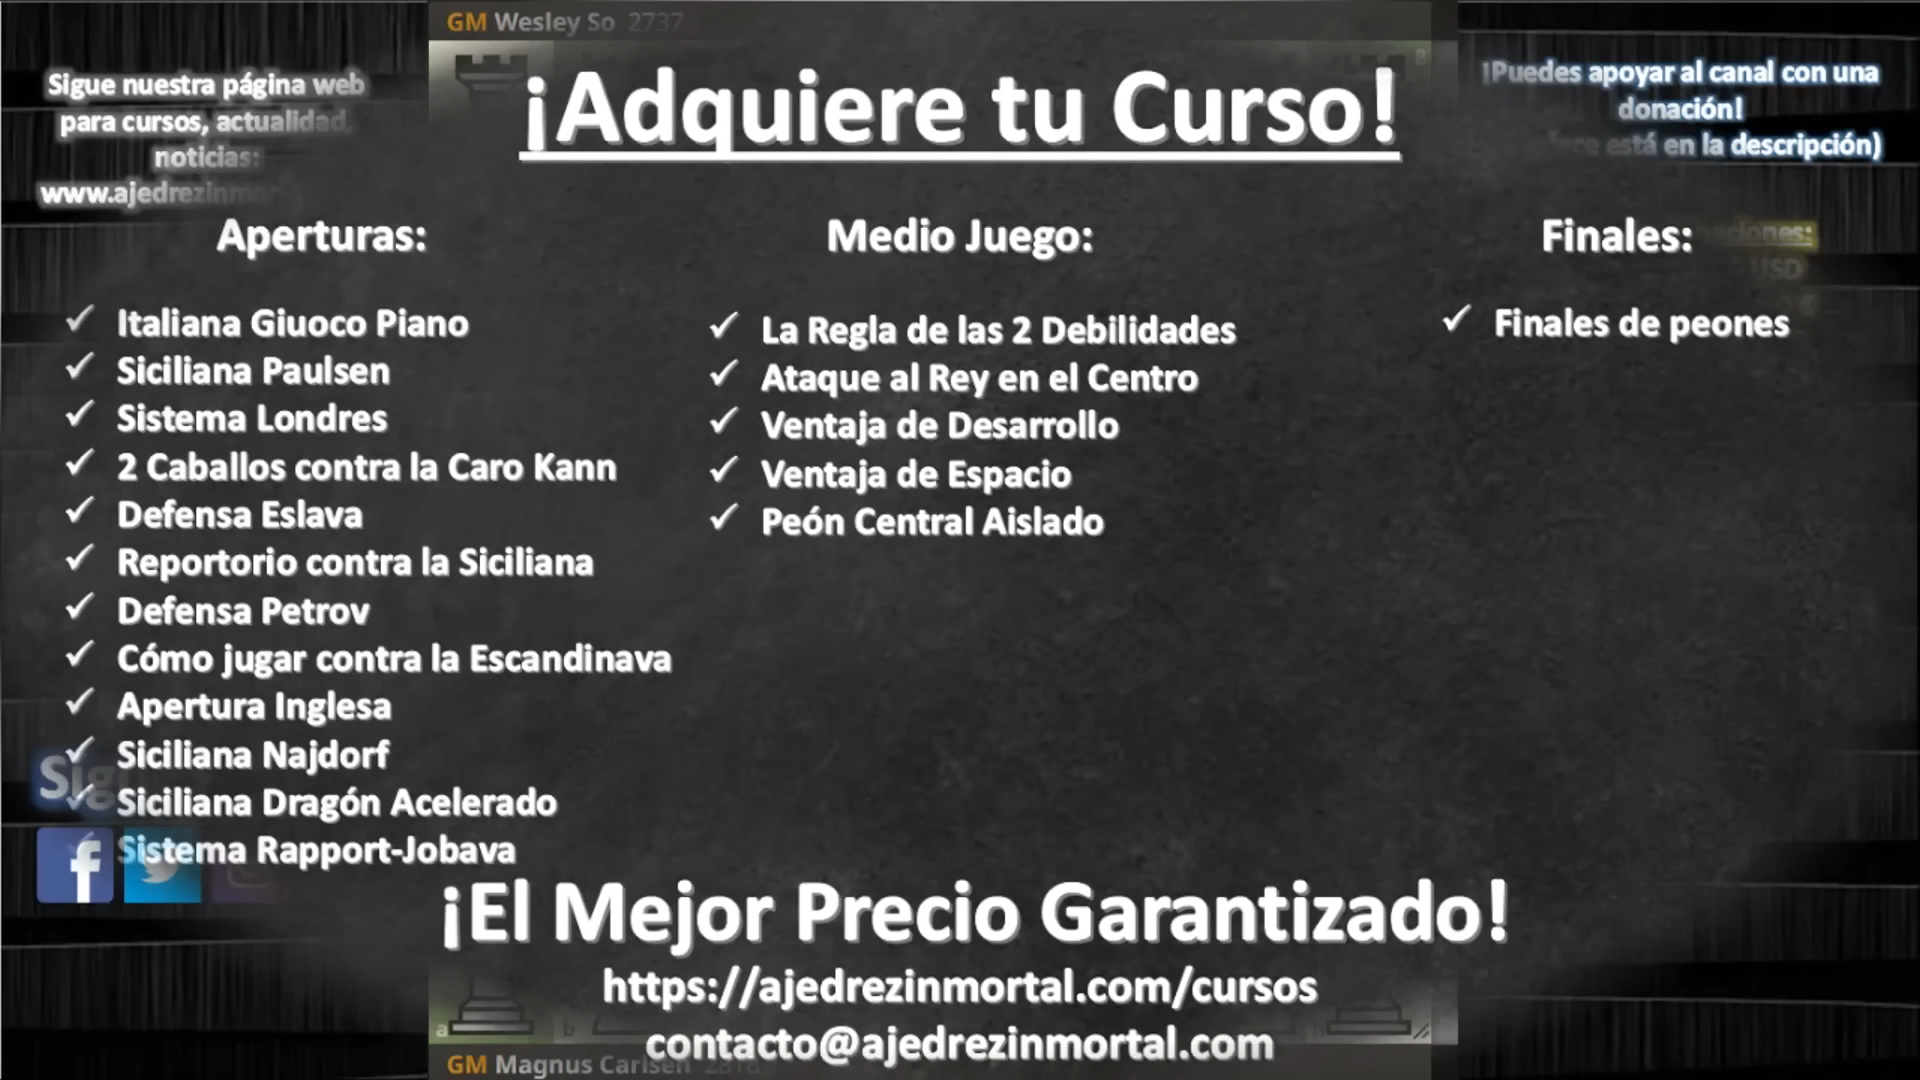 GM Wesley So 2737
Sigue nuestra página web
para cursos, actualidad,
noticias:
www.ajedrezinmor
¡Adquiere tu Curso!
¡Puedes apoyar al canal con una
donación!
está en la descripción)
Aperturas:
Italiana Giuoco Piano
Siciliana Paulsen
Sistema Londres
2 Caballos contra la Caro Kann
Defensa Eslava
Reportorio contra la Siciliana
Defensa Petrov
Cómo jugar contra la Escandinava
Apertura Inglesa
Siciliana Najdorf
Siciliana Dragón Acelerado
Sistema Rapport-Jobava
Medio Juego:
La Regla de las 2 Debilidades
Ataque al Rey en el Centro
Ventaja de Desarrollo
Ventaja de Espacio
Peón Central Aislado
Finales:
USD
Finales de peones
¡El Mejor Precio Garantizado!
https://ajedrezinmortal.com/cursos
contacto@ajedrezinmortal.com
GM Magnus Carlsen